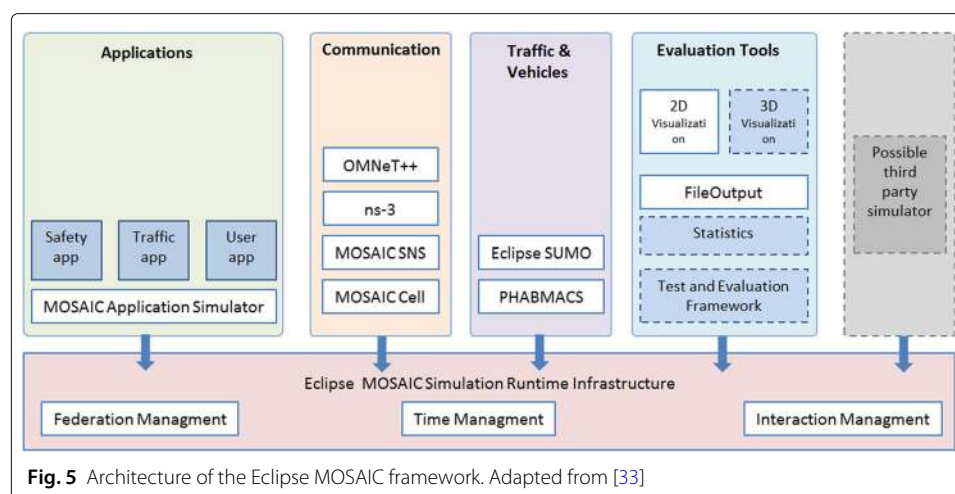 Applications
Safety
app
Traffic
app
User
app
MOSAIC Application Simulator
Communication
OMNeT++
ns-3
MOSAIC SNS
MOSAIC Cell
Traffic &
Vehicles
Eclipse SUMO
PHABMACS
Evaluation Tools
2D
Visualizati
on
3D
Visualizati
on
FileOutput
Statistics
Test and Evaluation
Framework
Possible
third
party
simulator
Eclipse MOSAIC Simulation Runtime Infrastructure
Federation Managment
Time Managment
Interaction Managment
Fig. 5 Architecture of the Eclipse MOSAIC framework. Adapted from [33]